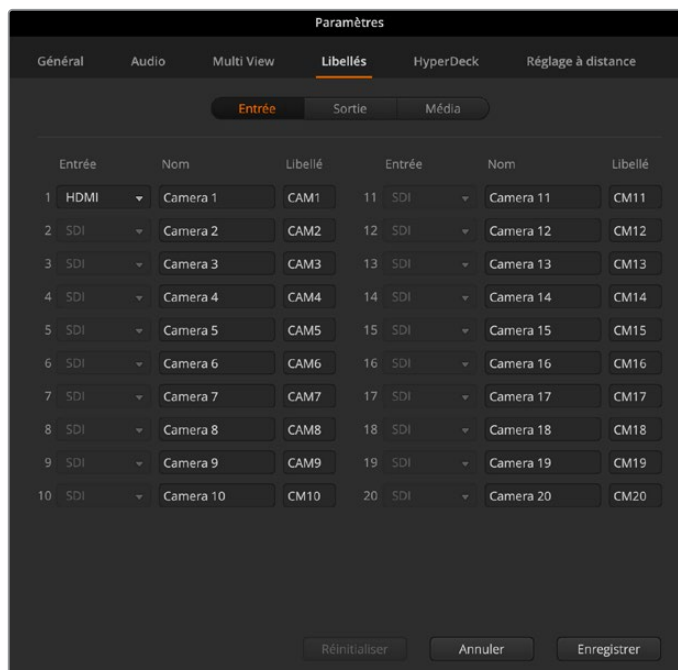 Paramètres
Général Audio Multi View Libellés HyperDeck Réglage à distance
Entrée Sortie Média
Entrée Nom Libellé Entrée Nom Libellé
1 HDMI Camera 1 CAM1 11 SDI Camera 11 CM11
2 SDI Camera 2 CAM2 12 SDI Camera 12 CM12
3 SDI Camera 3 CAM3 13 SDI Camera 13 CM13
4 SDI Camera 4 CAM4 14 SDI Camera 14 CM14
5 SDI Camera 5 CAM5 15 SDI Camera 15 CM15
6 SDI Camera 6 CAM6 16 SDI Camera 16 CM16
7 SDI Camera 7 CAM7 17 SDI Camera 17 CM17
8 SDI Camera 8 CAM8 18 SDI Camera 18 CM18
9 SDI Camera 9 CAM9 19 SDI Camera 19 CM19
10 SDI Camera 10 CM10 20 SDI Camera 20 CM20
Réinitialiser Annuler Enregistrer